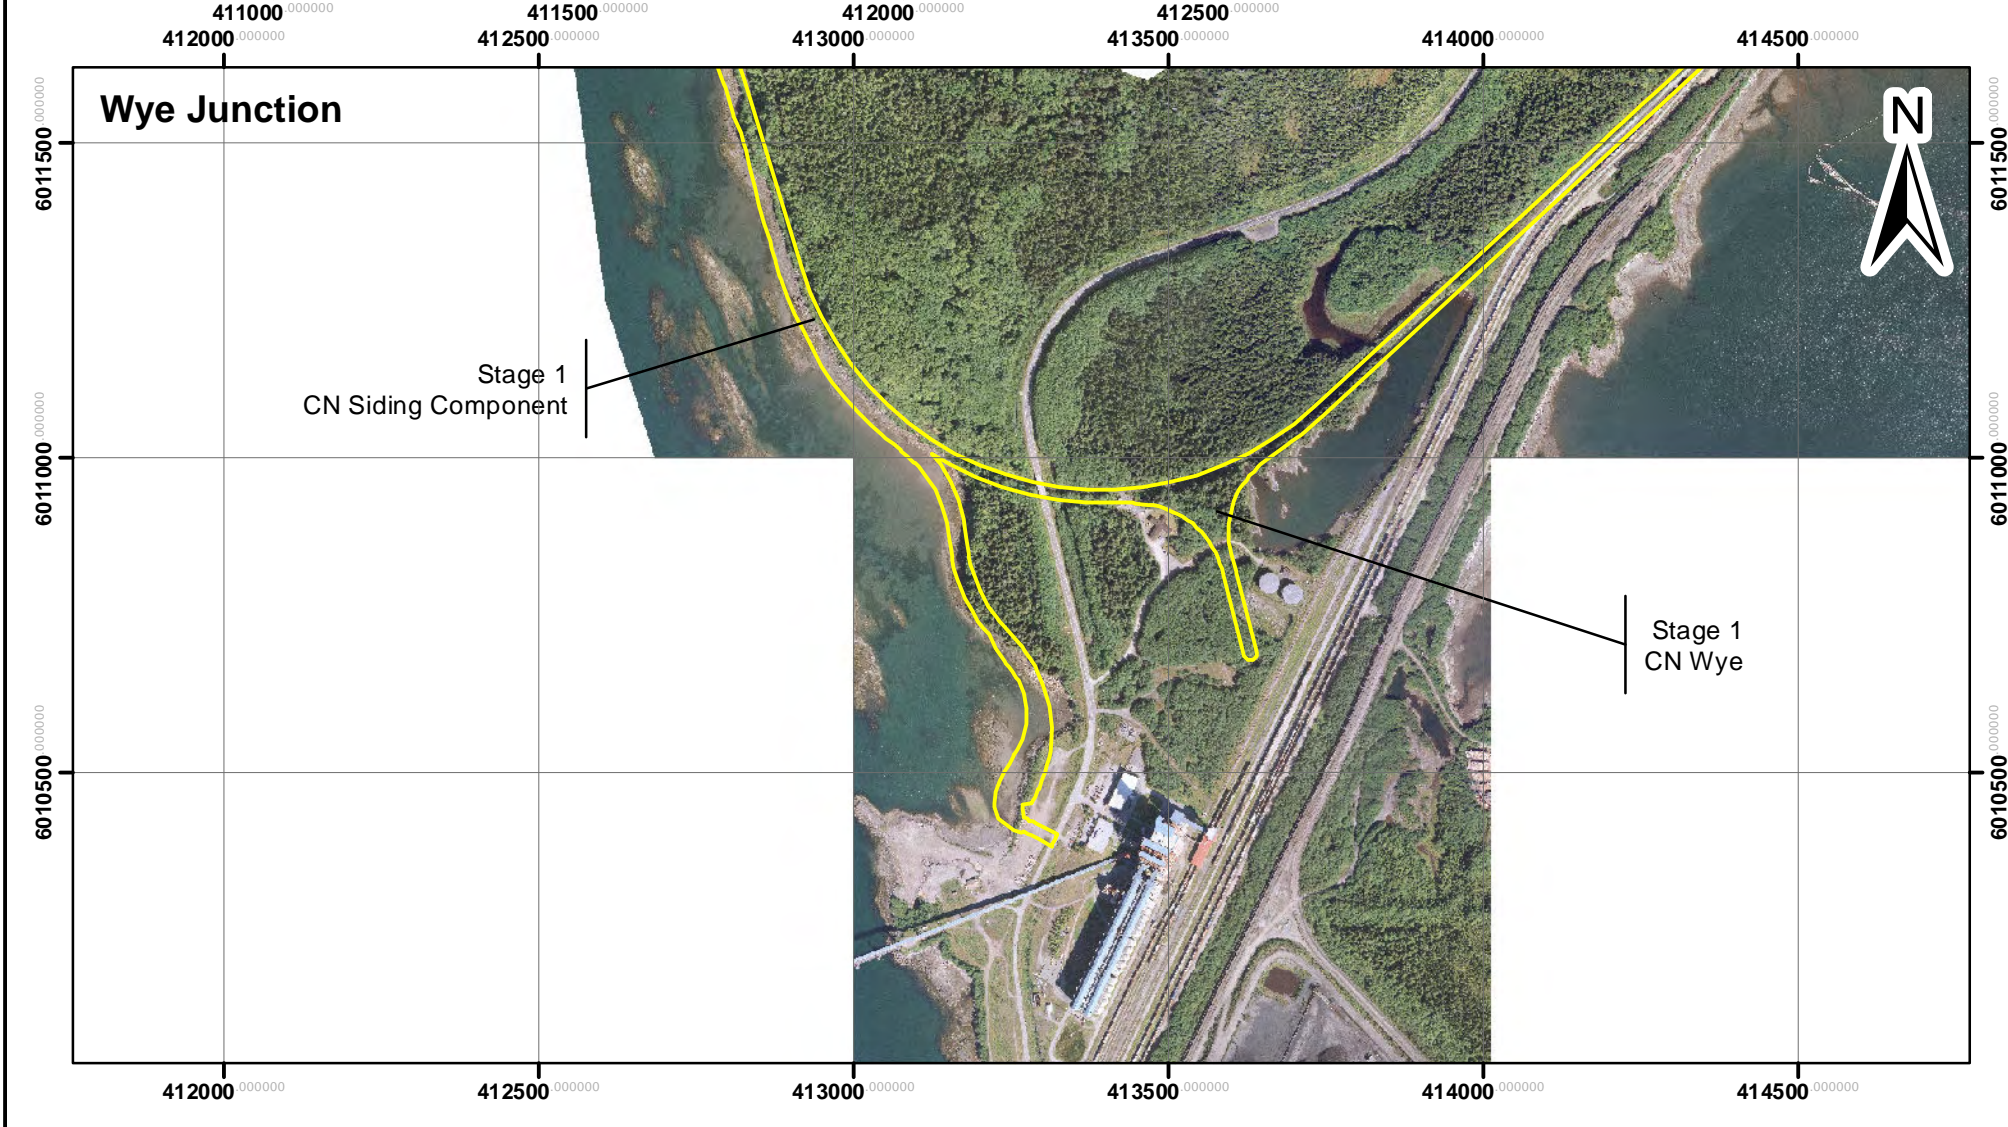 411000.000000 411500.000000 412000.000000 412500.000000
412000.000000 412500.000000 413000.000000 413500.000000 414000.000000 414500.000000
Wye Junction
N
6011500.000000
6011500.000000
Stage 1
CN Siding Component
6011000.000000
6011000.000000
Stage 1
CN Wye
6010500.000000
6010500.000000
412000.000000 412500.000000 413000.000000 413500.000000 414000.000000 414500.000000